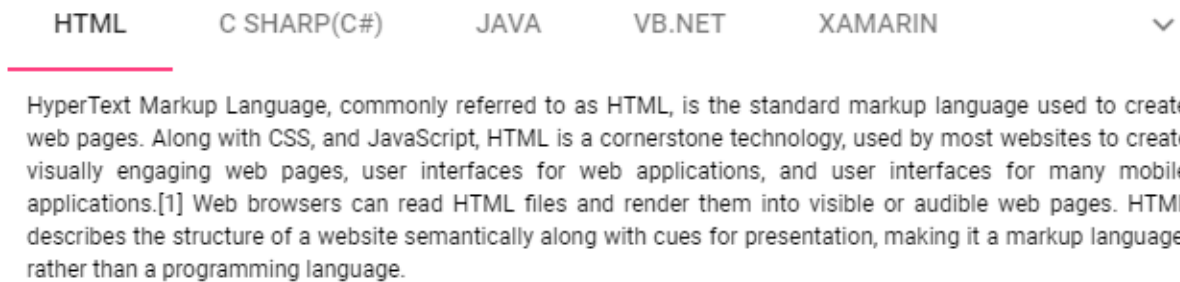 HTML C SHARP(C#) JAVA VB.NET XAMARIN
HyperText Markup Language, commonly referred to as HTML, is the standard markup language used to create
web pages. Along with CSS, and JavaScript, HTML is a cornerstone technology, used by most websites to create
visually engaging web pages, user interfaces for web applications, and user interfaces for many mobile
applications.[1] Web browsers can read HTML files and render them into visible or audible web pages. HTML
describes the structure of a website semantically along with cues for presentation, making it a markup language
rather than a programming language.